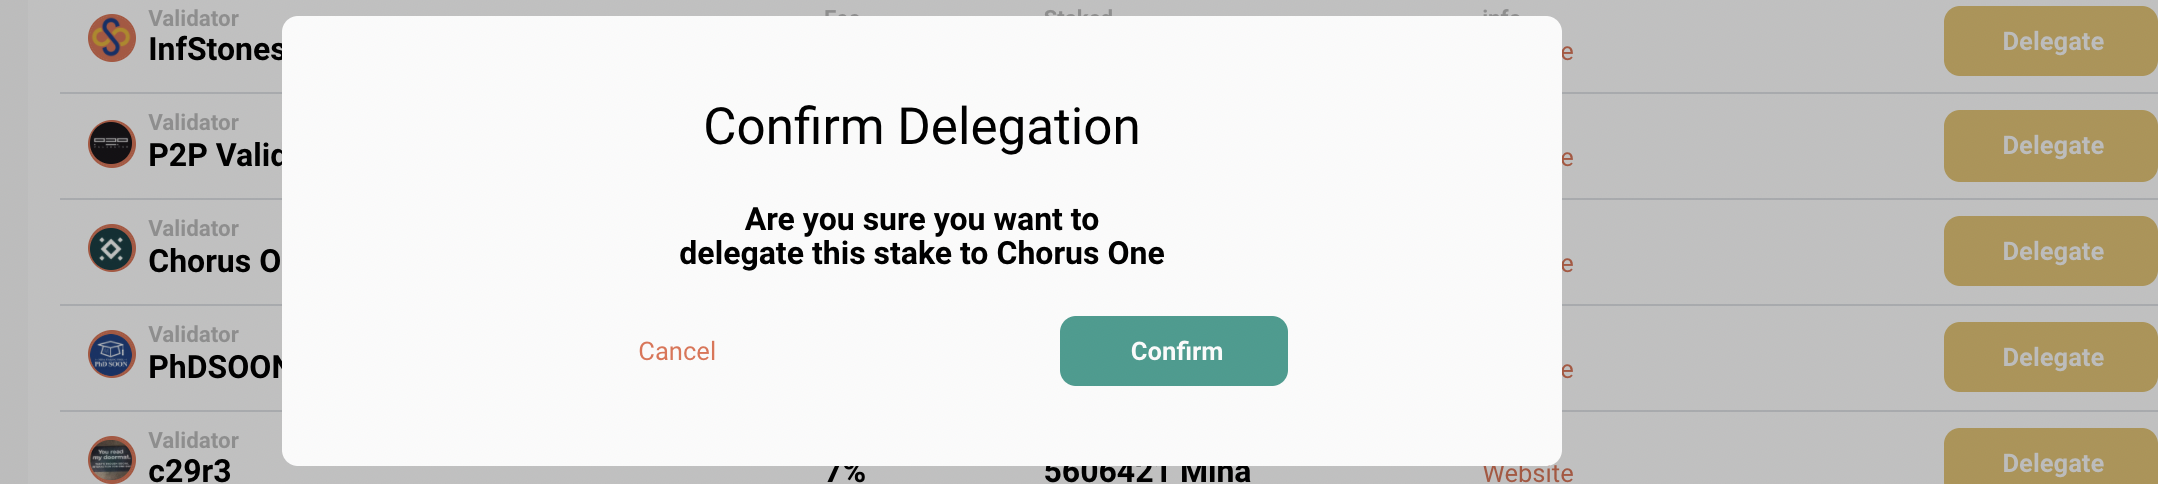 Validator
Fee
Staked
info
InfStones
Delegate
Validator
P2P Valid
Delegate
Validator
Chorus O
Delegate
Validator
PhDSOON
Delegate
Validator
c29r3
7%
5606421 Mina
Website
Delegate
Confirm Delegation
Are you sure you want to
delegate this stake to Chorus One
Cancel
Confirm